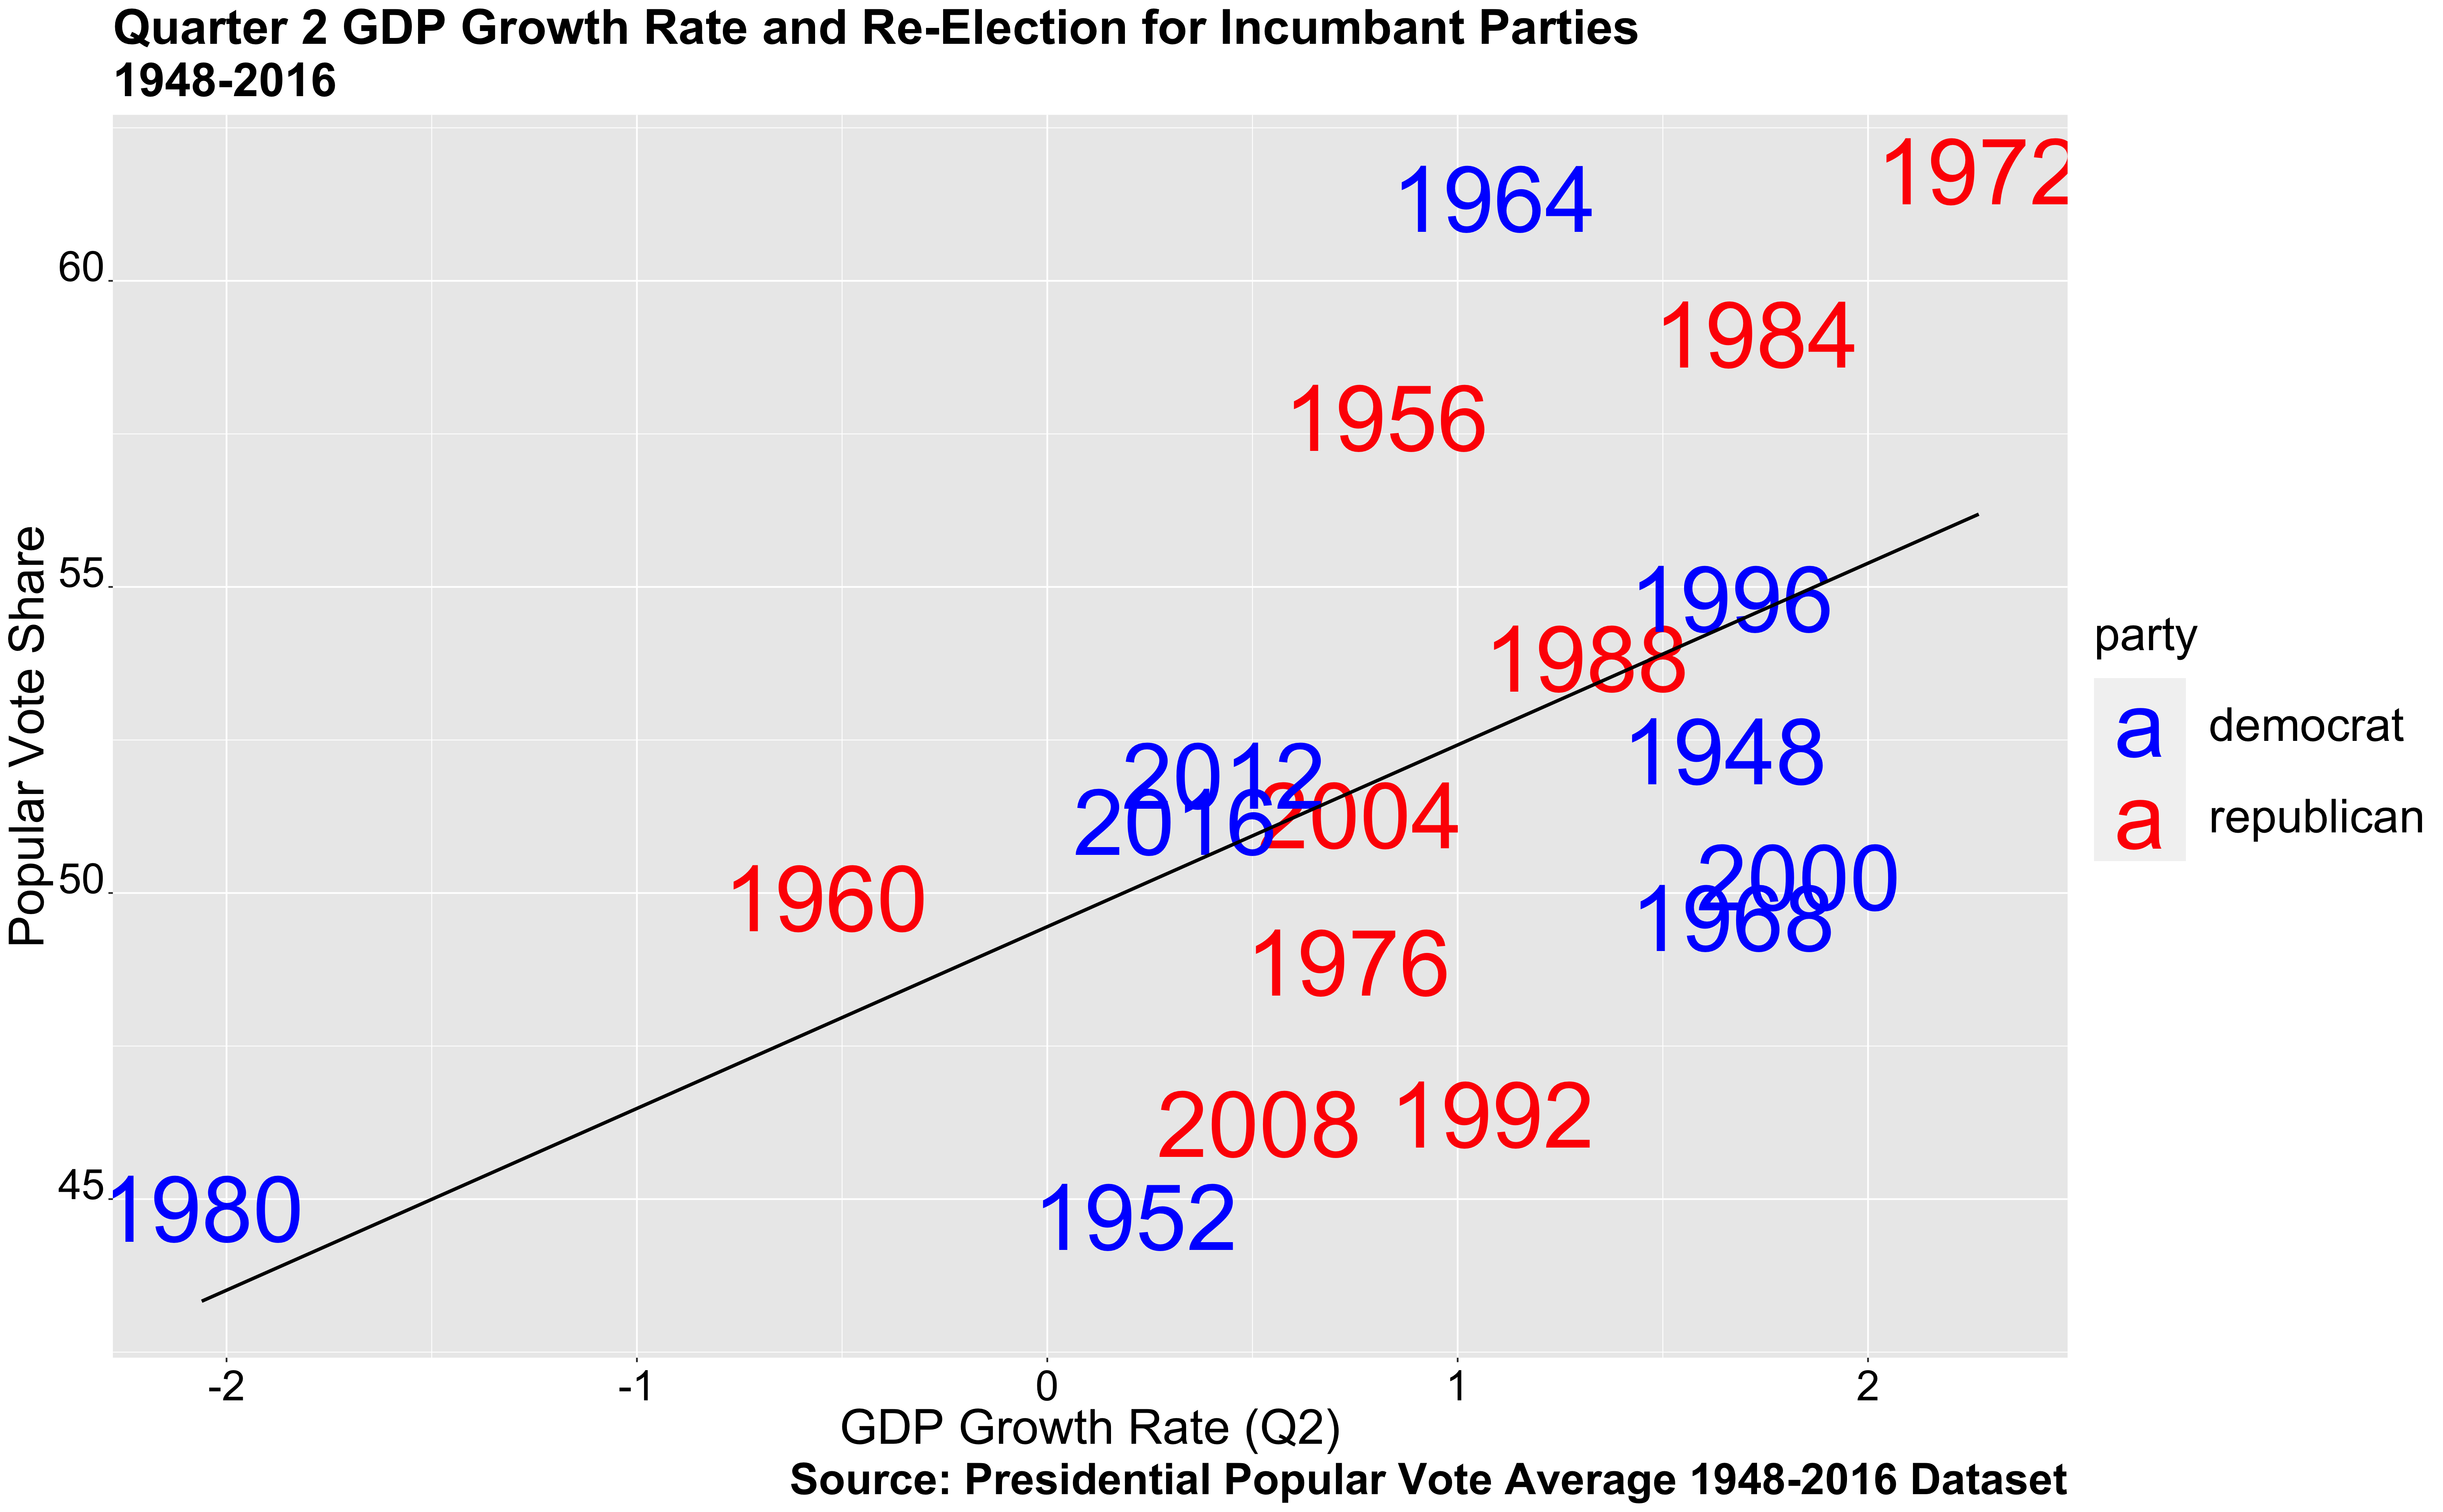 Quarter 2 GDP Growth Rate and Re-Election for Incumbant Parties
1948-2016
1972
1964
60
1984
1956
55
1996
1988
1948
2012
2016
2004
2000
50
1960
1968
1976
1992
2008
45
1980
1952
Popular Vote Share
party
a democrat
a republican
-2 -1 0 1 2
GDP Growth Rate (Q2)
Source: Presidential Popular Vote Average 1948-2016 Dataset